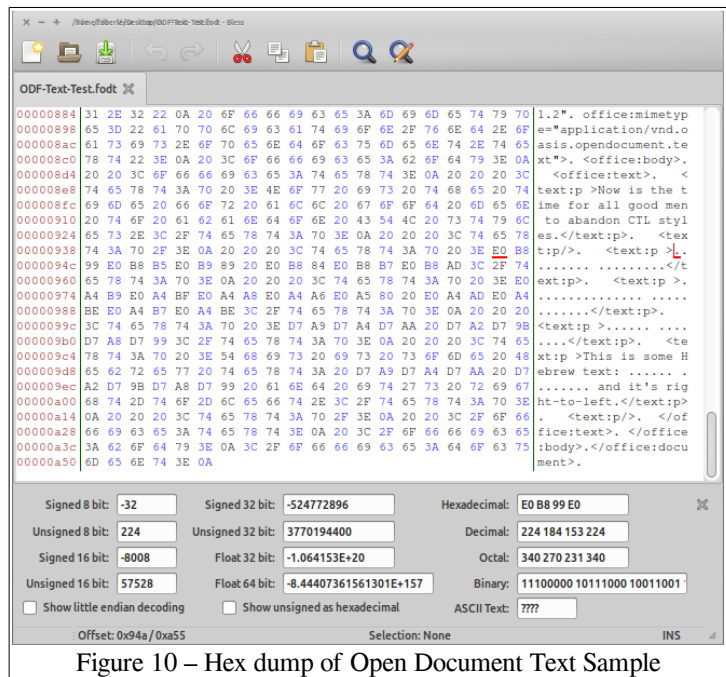 - Bless
ODF-Text-Test.fodt
00000884 31 2E 32 22 0A 20 6F 66 66 69 63 65 3A 6D 69 6D 65 74 79 70 1.2". office:mimetyp
00000898 65 3D 22 61 70 70 6C 69 63 61 74 69 6F 6E 2F 76 6E 64 2E 6F e="application/vnd.o
000008ac 61 73 69 73 2E 6F 70 65 6E 64 6F 63 75 6D 65 6E 74 2E 74 65 asis.opendocument.te
000008c0 78 74 22 3E 0A 20 3C 6F 66 66 69 63 65 3A 62 6F 64 79 3E 0A xt">. <office:body>.
000008d4 20 20 3C 6F 66 66 69 63 65 3A 74 65 78 74 3E 0A 20 20 20 3C <office:text>. <
000008e8 74 65 78 74 3A 70 20 3E 4E 6F 77 20 69 73 20 74 68 65 20 74 text:p >Now is the t
000008fc 69 6D 65 20 66 6F 72 20 61 6C 6C 20 67 6F 6F 64 20 6D 65 6E ime for all good men
00000910 20 74 6F 20 61 62 61 6E 64 6F 6E 20 43 54 4C 20 73 74 79 6C to abandon CTL styl
00000924 65 73 2E 3C 2F 74 65 78 74 3A 70 3E 0A 20 20 20 3C 74 65 78 es.</text:p>. <tex
00000938 74 3A 70 2F 3E 0A 20 20 20 3C 74 65 78 74 3A 70 20 3E E0 B8 t:p/>. <text:p >..
0000094c 99 E0 B8 B5 E0 B9 89 20 E0 B8 84 E0 B8 B7 E0 B8 AD 3C 2F 74 ....... .........</t
00000960 65 78 74 3A 70 3E 0A 20 20 20 3C 74 65 78 74 3A 70 20 3E E0 ext:p>. <text:p >.
00000974 A4 B9 E0 A4 BF E0 A4 A8 E0 A4 A6 E0 A5 80 20 E0 A4 AD E0 A4 .............. .....
00000988 BE E0 A4 B7 E0 A4 BE 3C 2F 74 65 78 74 3A 70 3E 0A 20 20 20 .......</text:p>.
0000099c 3C 74 65 78 74 3A 70 20 3E D7 A9 D7 A4 D7 AA 20 D7 A2 D7 9B <text:p >...... ....
000009b0 D7 A8 D7 99 3C 2F 74 65 78 74 3A 70 3E 0A 20 20 20 3C 74 65 ....</text:p>. <te
000009c4 78 74 3A 70 20 3E 54 68 69 73 20 69 73 20 73 6F 6D 65 20 48 xt:p >This is some H
000009d8 65 62 72 65 77 20 74 65 78 74 3A 20 D7 A9 D7 A4 D7 AA 20 D7 ebrew text: ...... .
000009ec A2 D7 9B D7 A8 D7 99 20 61 6E 64 20 69 74 27 73 20 72 69 67 ....... and it's rig
00000a00 68 74 2D 74 6F 2D 6C 65 66 74 2E 3C 2F 74 65 78 74 3A 70 3E ht-to-left.</text:p>
00000a14 0A 20 20 20 3C 74 65 78 74 3A 70 2F 3E 0A 20 20 3C 2F 6F 66 . <text:p/>. </of
00000a28 66 69 63 65 3A 74 65 78 74 3E 0A 20 3C 2F 6F 66 66 69 63 65 fice:text>. </office
00000a3c 3A 62 6F 64 79 3E 0A 3C 2F 6F 66 66 69 63 65 3A 64 6F 63 75 :body>.</office:docu
00000a50 6D 65 6E 74 3E 0A ment>.
Signed 8 bit: -32 Signed 32 bit: -524772896 Hexadecimal: E0 B8 99 E0
Unsigned 8 bit: 224 Unsigned 32 bit: 3770194400 Decimal: 224 184 153 224
Signed 16 bit: -8008 Float 32 bit: -1.064153E+20 Octal: 340 270 231 340
Unsigned 16 bit: 57528 Float 64 bit: -8.44407361561301E+157 Binary: 11100000 10111000 10011001
Show little endian decoding Show unsigned as hexadecimal ASCII Text: ????
Offset: 0x94a / 0xa55 Selection: None INS
Figure 10 – Hex dump of Open Document Text Sample